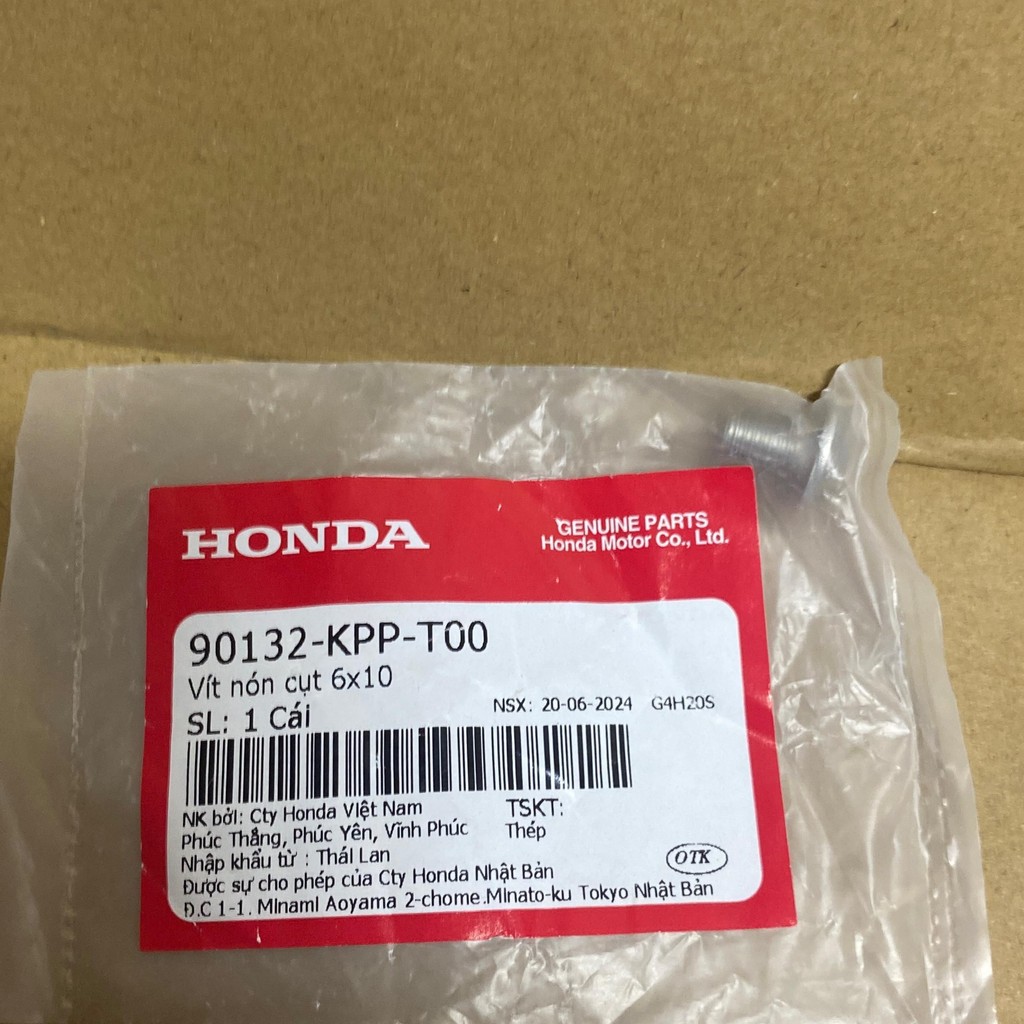 HONDA
GENUINE PARTS
Honda Motor Co., Ltd.
90132-KPP-T00
Vít nón cụt 6x10
NSX: 20-06-2024 G4H20S
SL: 1 Cái
NK bởi: Cty Honda Việt Nam
TSKT:
Phúc Thắng, Phúc Yên, Vĩnh Phúc
Thép
Nhập khẩu từ : Thái Lan
OTK
Được sự cho phép của Cty Honda Nhật Bản
Đ.C 1-1. Minami Aoyama 2-chome.Minato-ku Tokyo Nhật Bản